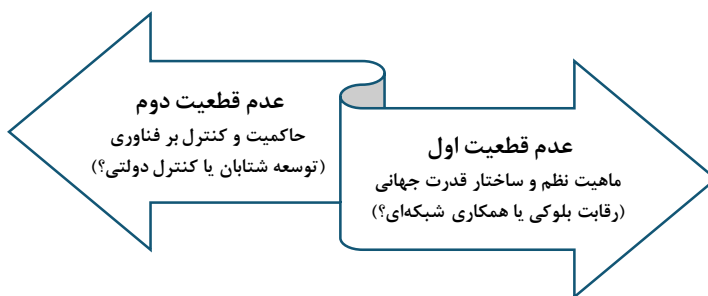 عدم قطعیت اول
ماهیت نظم و ساختار قدرت جهانی
(رقابت بلوکی یا همکاری شبکه‌ای؟)
عدم قطعیت دوم
حاکمیت و کنترل بر فناوری
(توسعه شتابان یا کنترل دولتی؟)